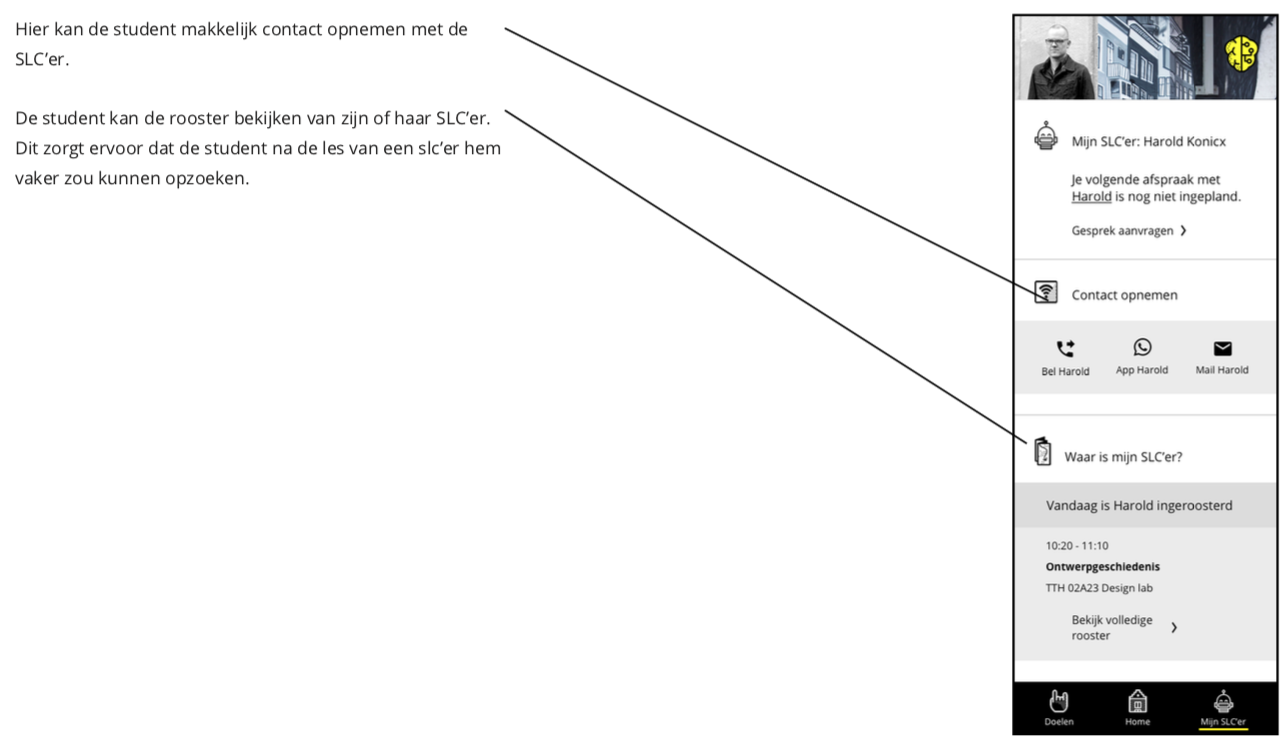 Hier kan de student makkelijk contact opnemen met de
SLC’er.
De student kan de rooster bekijken van zijn of haar SLC’er.
Dit zorgt ervoor dat de student na de les van een slc’er hem
vaker zou kunnen opzoeken.
Mijn SLC’er: Harold Konicx
Je volgende afspraak met
Harold is nog niet ingepland.
Gesprek aanvragen
Contact opnemen
Bel Harold
App Harold
Mail Harold
Waar is mijn SLC’er?
Vandaag is Harold ingeroosterd
10:20 - 11:10
Ontwerpgeschiedenis
TTH 02A23 Design lab
Bekijk volledige
rooster
Doelen
Home
Mijn SLC’er